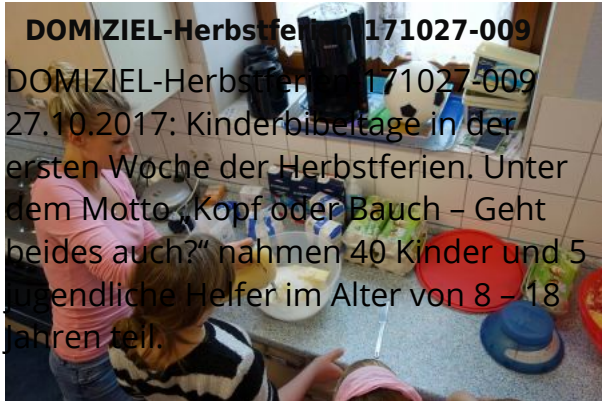 DOMIZIEL-Herbstferien 171027-009
DOMIZIEL-Herbstferien 171027-009
27.10.2017: Kinderbibeltage in der
ersten Woche der Herbstferien. Unter
dem Motto „Kopf oder Bauch – Geht
beides auch?“ nahmen 40 Kinder und 5
jugendliche Helfer im Alter von 8 – 18
Jahren teil.